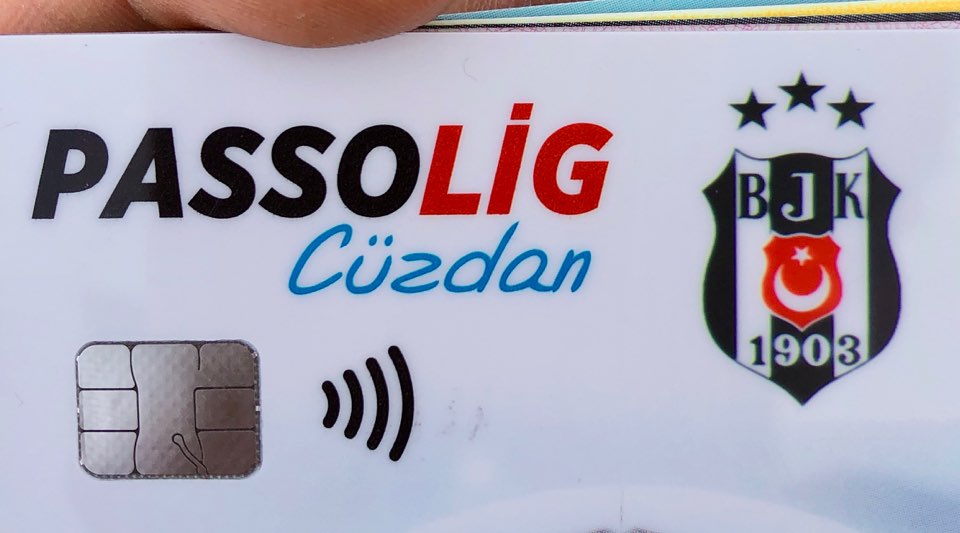 PASSOLİG
Cüzdan
BJK
1903